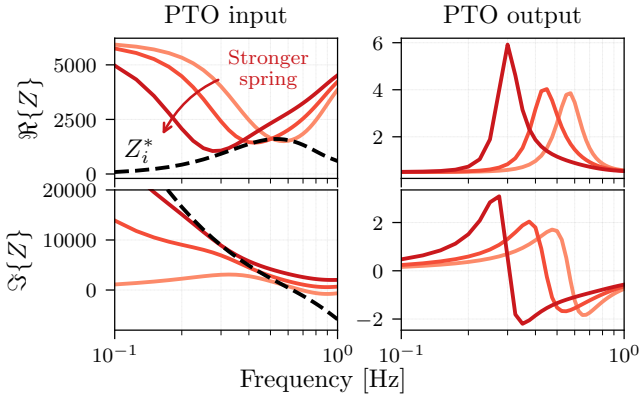 PTO input PTO output
ℜ{Z}
5000
2500
0
Stronger
spring
Z_i^*
6
4
2
ℑ{Z}
20000
10000
0
2
0
−2
10^{−1} 10^0 10^{−1} 10^0
Frequency [Hz]